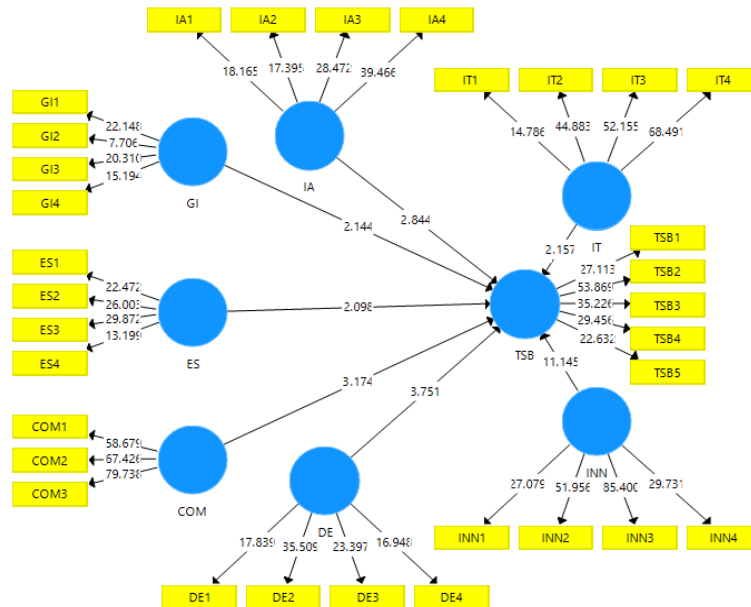 IA1 IA2 IA3 IA4
18.165 17.395 28.472 39.466
IA
IT1 IT2 IT3 IT4
14.786 44.883 52.155 68.491
IT
GI1
GI2
GI3
GI4
22.148
7.706
20.310
15.194
GI
2.144
2.844
2.157
ES1
ES2
ES3
ES4
22.472
26.003
29.872
13.199
ES
2.098
TSB
27.113
53.869
35.226
29.456
22.632
TSB1
TSB2
TSB3
TSB4
TSB5
11.145
3.174
3.751
COM1
COM2
COM3
58.679
67.426
79.738
COM
DE
17.839 35.509 23.397 16.948
DE1 DE2 DE3 DE4
INN
27.079 51.956 85.400 29.731
INN1 INN2 INN3 INN4